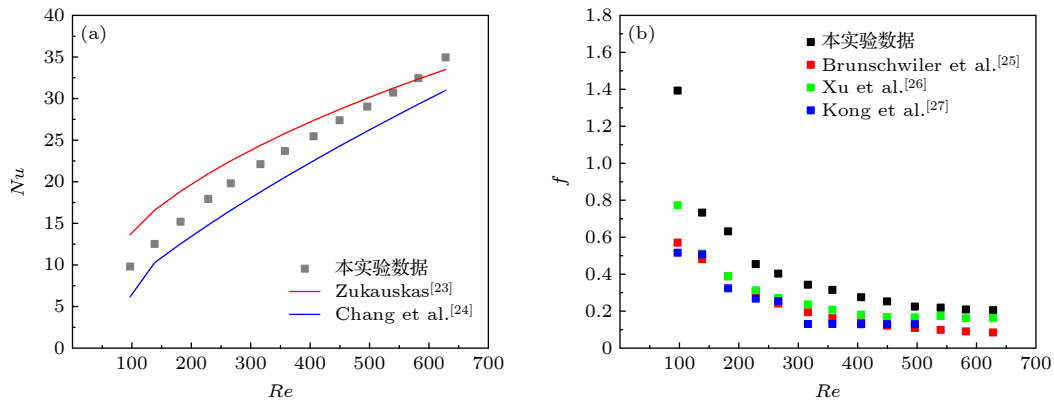 (a)
40
35
30
25
20
15
10
5
0
Nu
本实验数据
Zukauskas[23]
Chang et al.[24]
100 200 300 400 500 600 700
Re
(b)
1.8
1.6
1.4
1.2
1.0
0.8
0.6
0.4
0.2
0
f
本实验数据
Brunschwiler et al.[25]
Xu et al.[26]
Kong et al.[27]
0 100 200 300 400 500 600 700
Re